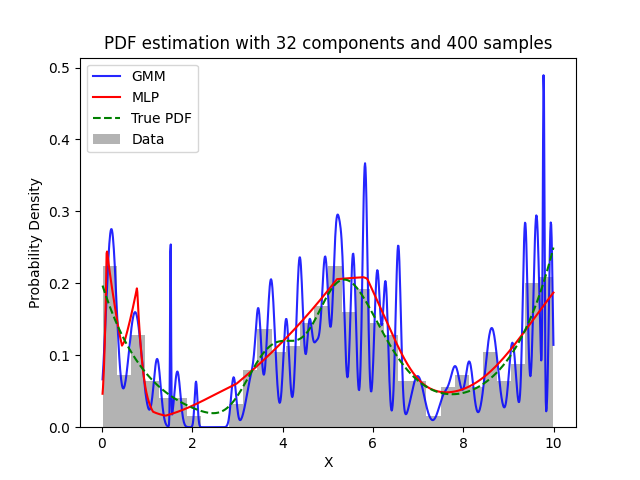 PDF estimation with 32 components and 400 samples
GMM
MLP
True PDF
Data
Probability Density
0.5
0.4
0.3
0.2
0.1
0.0
0 2 4 6 8 10
X